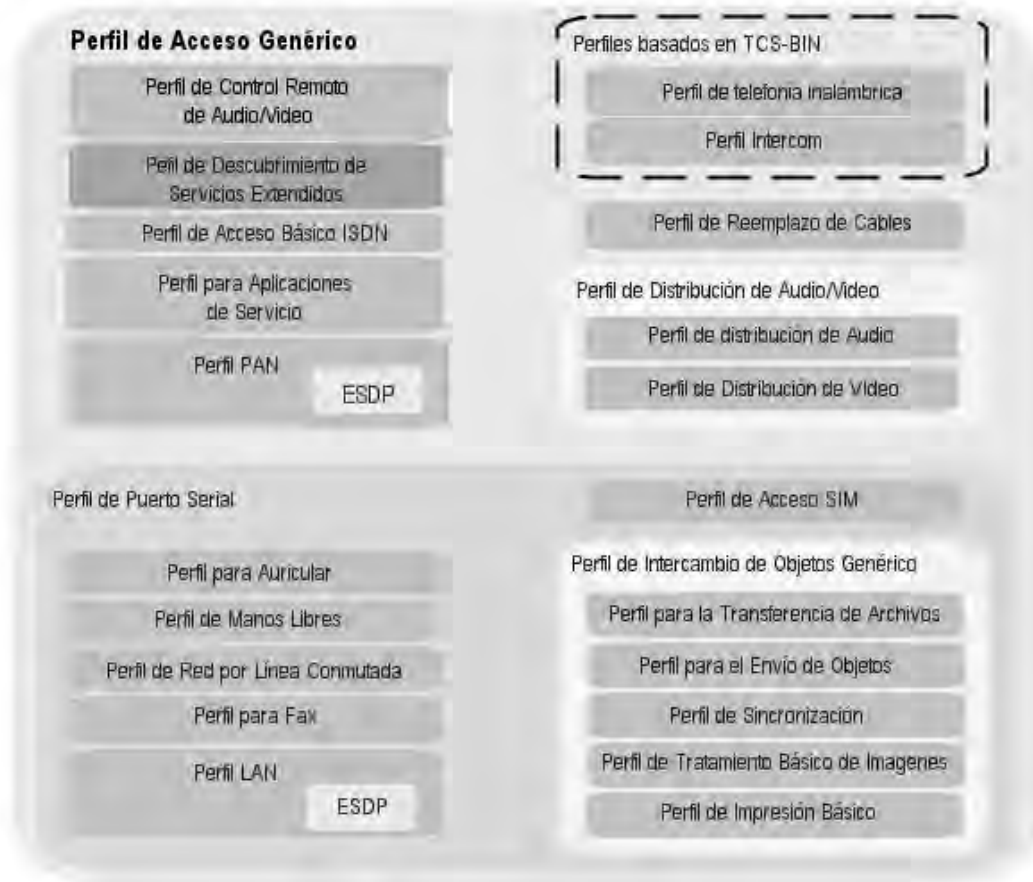 Perfil de Acceso Genérico
Perfil de Control Remoto
de Audio/Video
Pefil de Descubrimiento de
Servicios Extendidos
Perfil de Acceso Básico ISDN
Perfil para Aplicaciones
de Servicio
Perfil PAN
ESDP
Perfiles basados en TCS-BIN
Perfil de telefonía inalámbrica
Perfil Intercom
Perfil de Reemplazo de Cables
Perfil de Distribución de Audio/Video
Perfil de distribución de Audio
Perfil de Distribución de Video
Perfil de Puerto Serial
Perfil para Auricular
Perfil de Manos Libres
Perfil de Red por Línea Conmutada
Perfil para Fax
Perfil LAN
ESDP
Perfil de Acceso SIM
Perfil de Intercambio de Objetos Genérico
Perfil para la Transferencia de Archivos
Perfil para el Envío de Objetos
Perfil de Sincronización
Perfil de Tratamiento Básico de Imagenes
Perfil de Impresión Básico